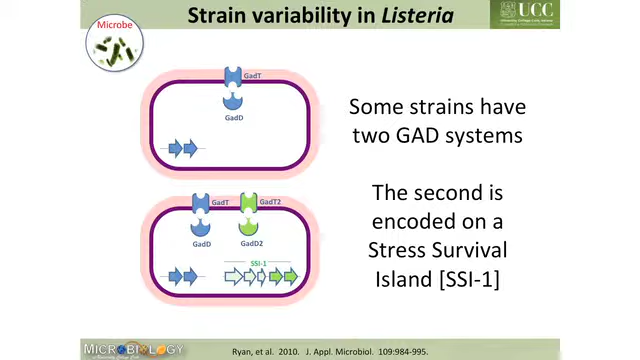 Strain variability in Listeria
Microbe
UCC
GadT
GadD
Some strains have
two GAD systems
The second is
encoded on a
Stress Survival
Island [SSI-1]
GadT
GadT2
GadD
GadD2
SSI-1
MICROBIOLOGY
Ryan, et al. 2010. J. Appl. Microbiol. 109:984-995.